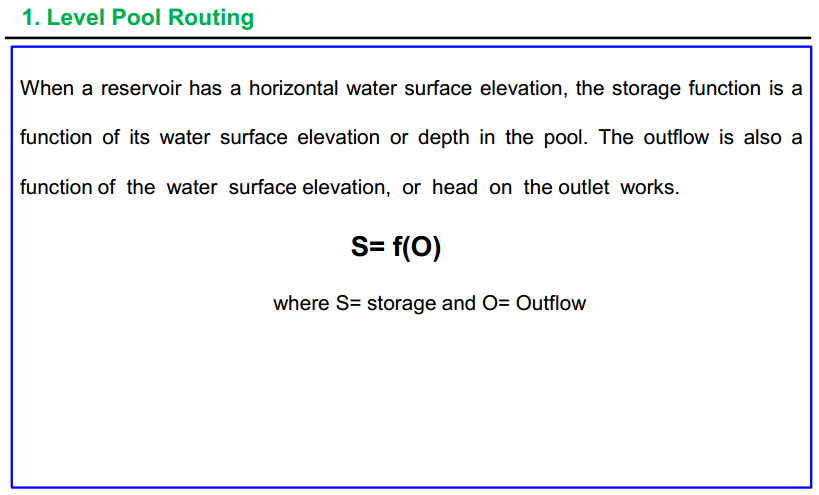 1. Level Pool Routing
When a reservoir has a horizontal water surface elevation, the storage function is a
function of its water surface elevation or depth in the pool. The outflow is also a
function of the water surface elevation, or head on the outlet works.
S= f(O)
where S= storage and O= Outflow